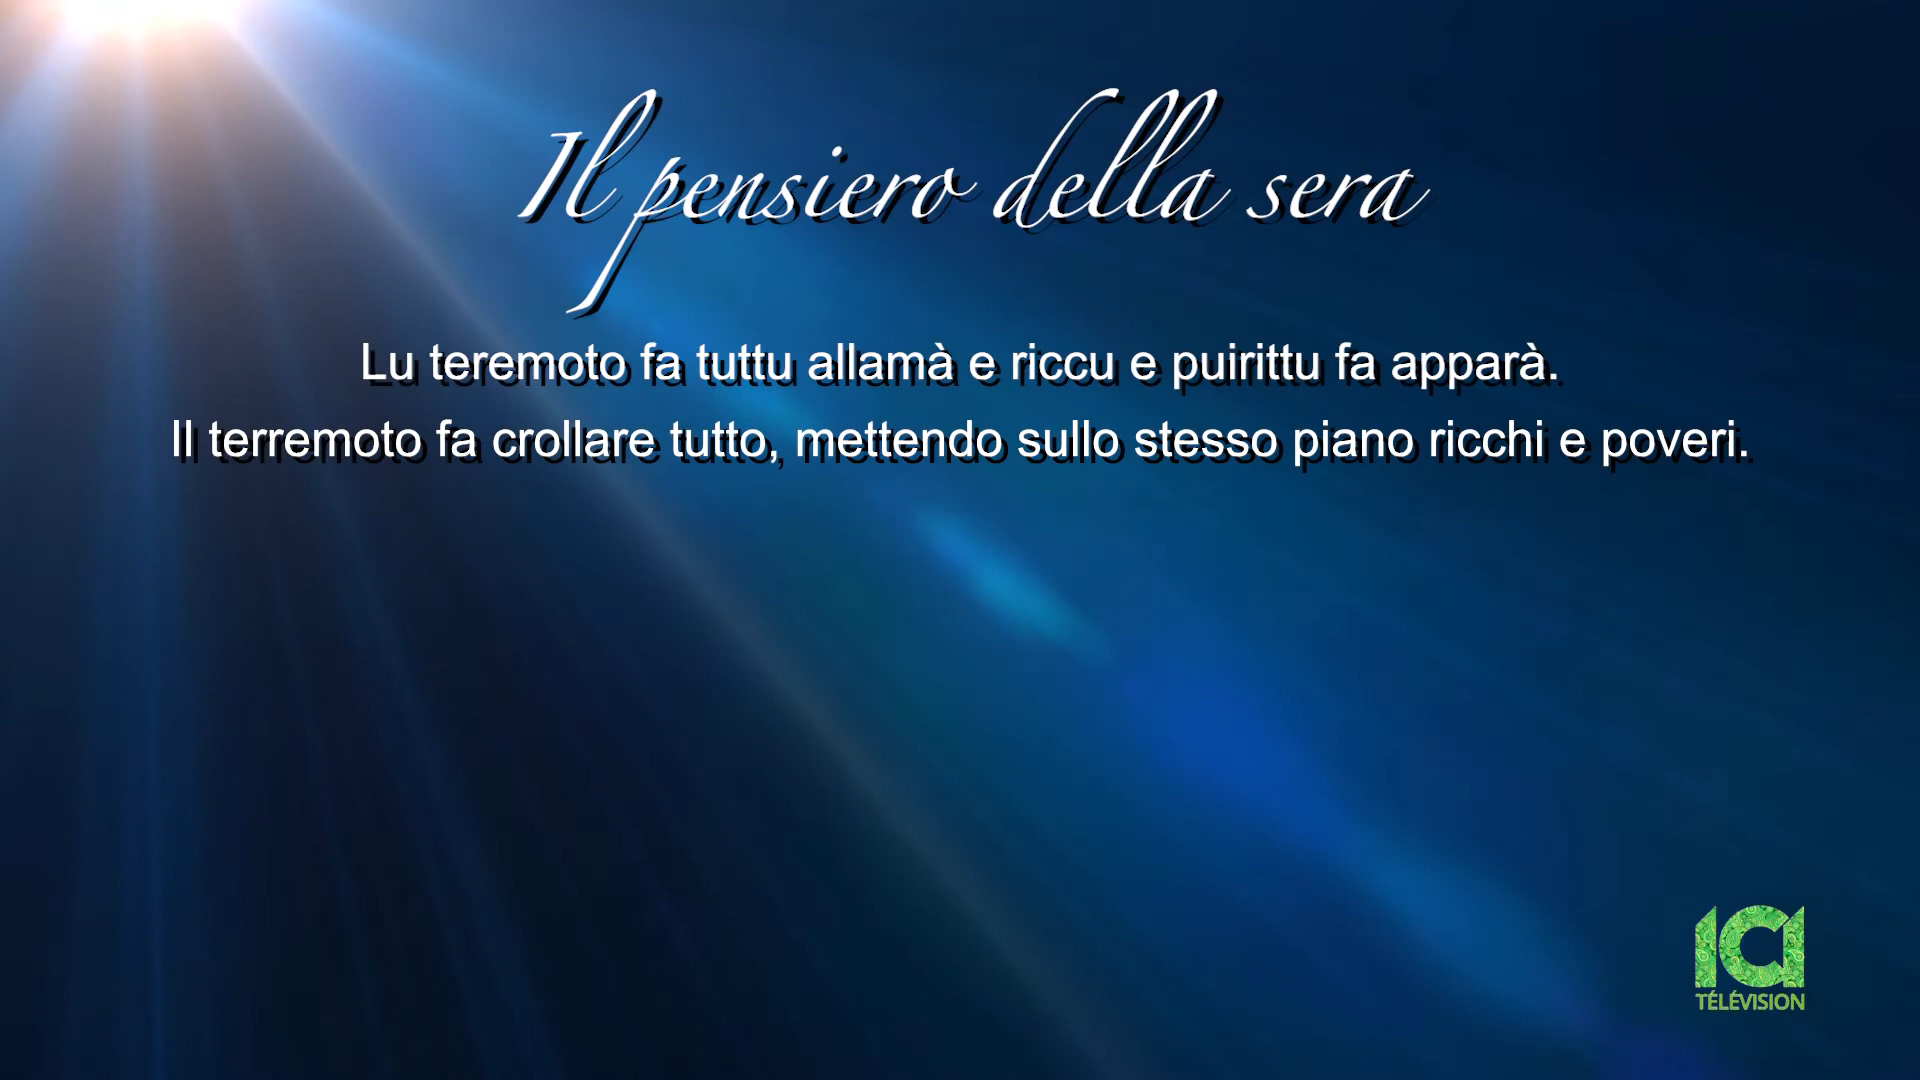 Il pensiero della sera
Lu teremoto fa tuttu allamà e riccu e puirittu fa apparà.
Il terremoto fa crollare tutto, mettendo sullo stesso piano ricchi e poveri.
ICI
TÉLÉVISION